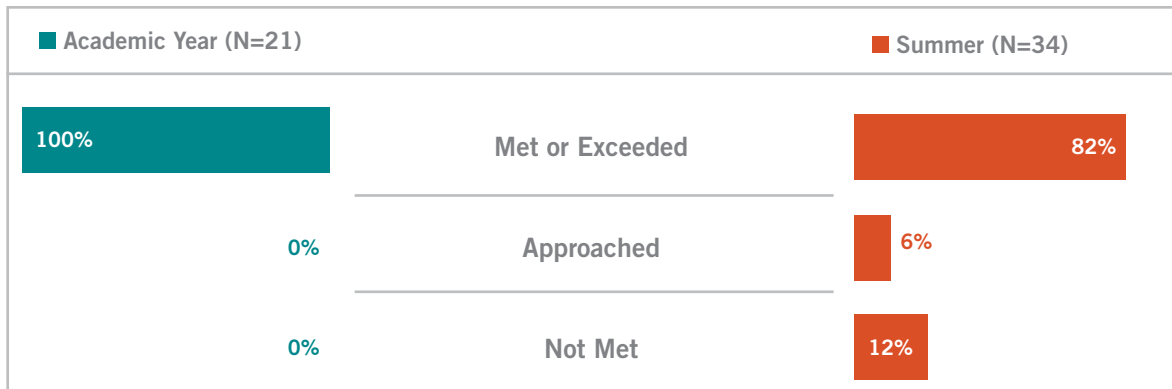 Academic Year (N=21)
Summer (N=34)
100%
Met or Exceeded
82%
0%
Approached
6%
0%
Not Met
12%